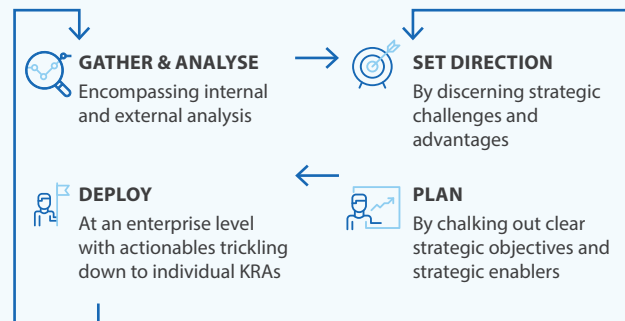 GATHER & ANALYSE
Encompassing internal
and external analysis
SET DIRECTION
By discerning strategic
challenges and
advantages
DEPLOY
At an enterprise level
with actionables trickling
down to individual KRAs
PLAN
By chalking out clear
strategic objectives and
strategic enablers